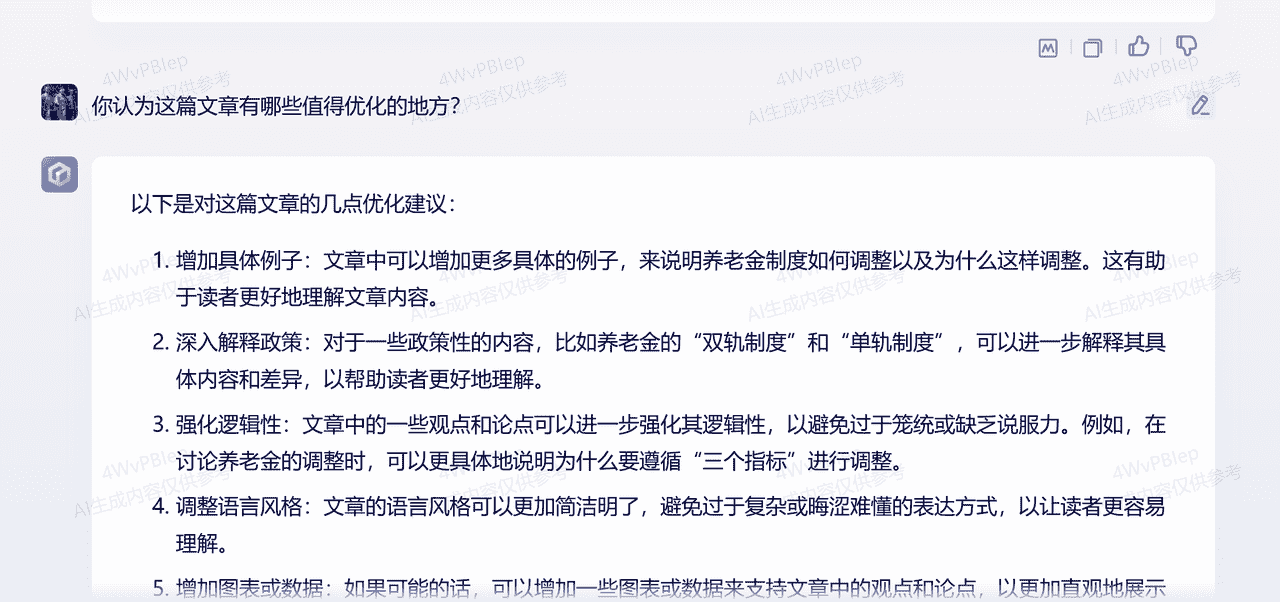 你认为这篇文章有哪些值得优化的地方？
以下是对这篇文章的几点优化建议：
1. 增加具体例子：文章中可以增加更多具体的例子，来说明养老金制度如何调整以及为什么这样调整。这有助
于读者更好地理解文章内容。
2. 深入解释政策：对于一些政策性的内容，比如养老金的“双轨制度”和“单轨制度”，可以进一步解释其具
体内容和差异，以帮助读者更好地理解。
3. 强化逻辑性：文章中的一些观点和论点可以进一步强化其逻辑性，以避免过于笼统或缺乏说服力。例如，在
讨论养老金的调整时，可以更具体地说明为什么要遵循“三个指标”进行调整。
4. 调整语言风格：文章的语言风格可以更加简洁明了，避免过于复杂或晦涩难懂的表达方式，以让读者更容易
理解。
5. 增加图表或数据：如果可能的话，可以增加一些图表或数据来支持文章中的观点和论点，以更加直观地展示
4WvPBlep
AI生成内容仅供参考